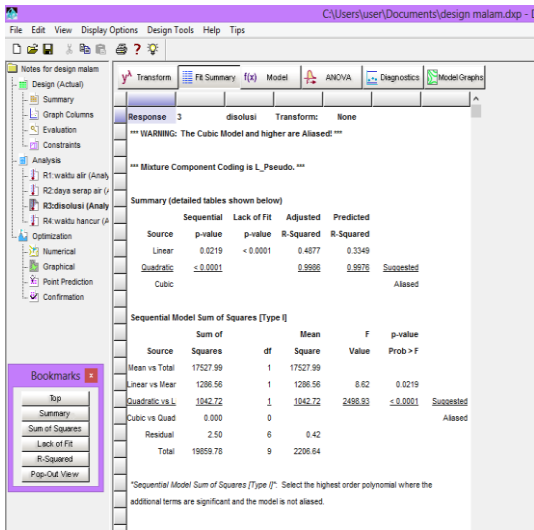 C:\Users\user\Documents\design malam.dxp -
File Edit View Display Options Design Tools Help Tips
Notes for design malam
Design (Actual)
Summary
Graph Columns
Evaluation
Constraints
Analysis
R1:waktu alir (Analy
R2:daya serap air (
R3:disolusi (Analy
R4:waktu hancur (A
Optimization
Numerical
Graphical
Point Prediction
Confirmation
Bookmarks
Top
Summary
Sum of Squares
Lack of Fit
R-Squared
Pop-Out View
yλ Transform Fit Summary f(x) Model ANOVA Diagnostics Model Graphs
Response 3 disolusi Transform: None
*** WARNING: The Cubic Model and higher are Aliased! ***
*** Mixture Component Coding is L_Pseudo. ***
Summary (detailed tables shown below)
Sequential Lack of Fit Adjusted Predicted
Source p-value p-value R-Squared R-Squared
Linear 0.0219 < 0.0001 0.4877 0.3349
Quadratic < 0.0001 0.9986 0.9976 Suggested
Cubic Aliased
Sequential Model Sum of Squares [Type I]
Sum of Mean F p-value
Source Squares df Square Value Prob > F
Mean vs Total 17527.99 1 17527.99
Linear vs Mear 1286.56 1 1286.56 8.62 0.0219
Quadratic vs L 1042.72 1 1042.72 2498.93 < 0.0001 Suggested
Cubic vs Quad 0.000 0 Aliased
Residual 2.50 6 0.42
Total 19859.78 9 2206.64
"Sequential Model Sum of Squares [Type I]": Select the highest order polynomial where the
additional terms are significant and the model is not aliased.